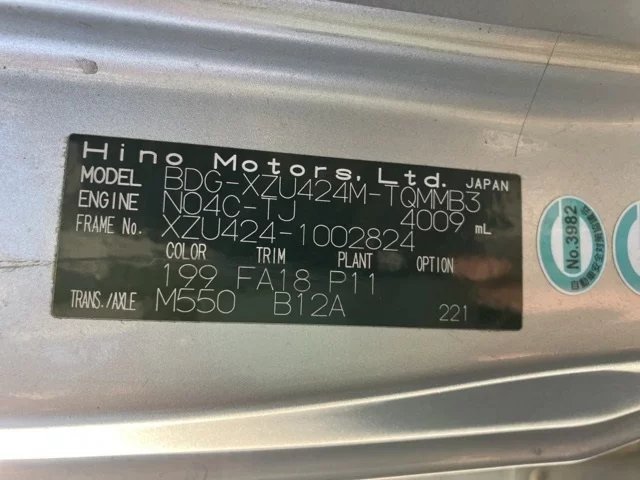 Hino Motors, Ltd. JAPAN
MODEL BDG-XZU424M-TQMMB3
ENGINE N04C-TJ 4009 mL
FRAME No. XZU424-1002824
COLOR TRIM PLANT OPTION
199 FA18 P11
TRANS./AXLE M550 B12A 221
No.3982